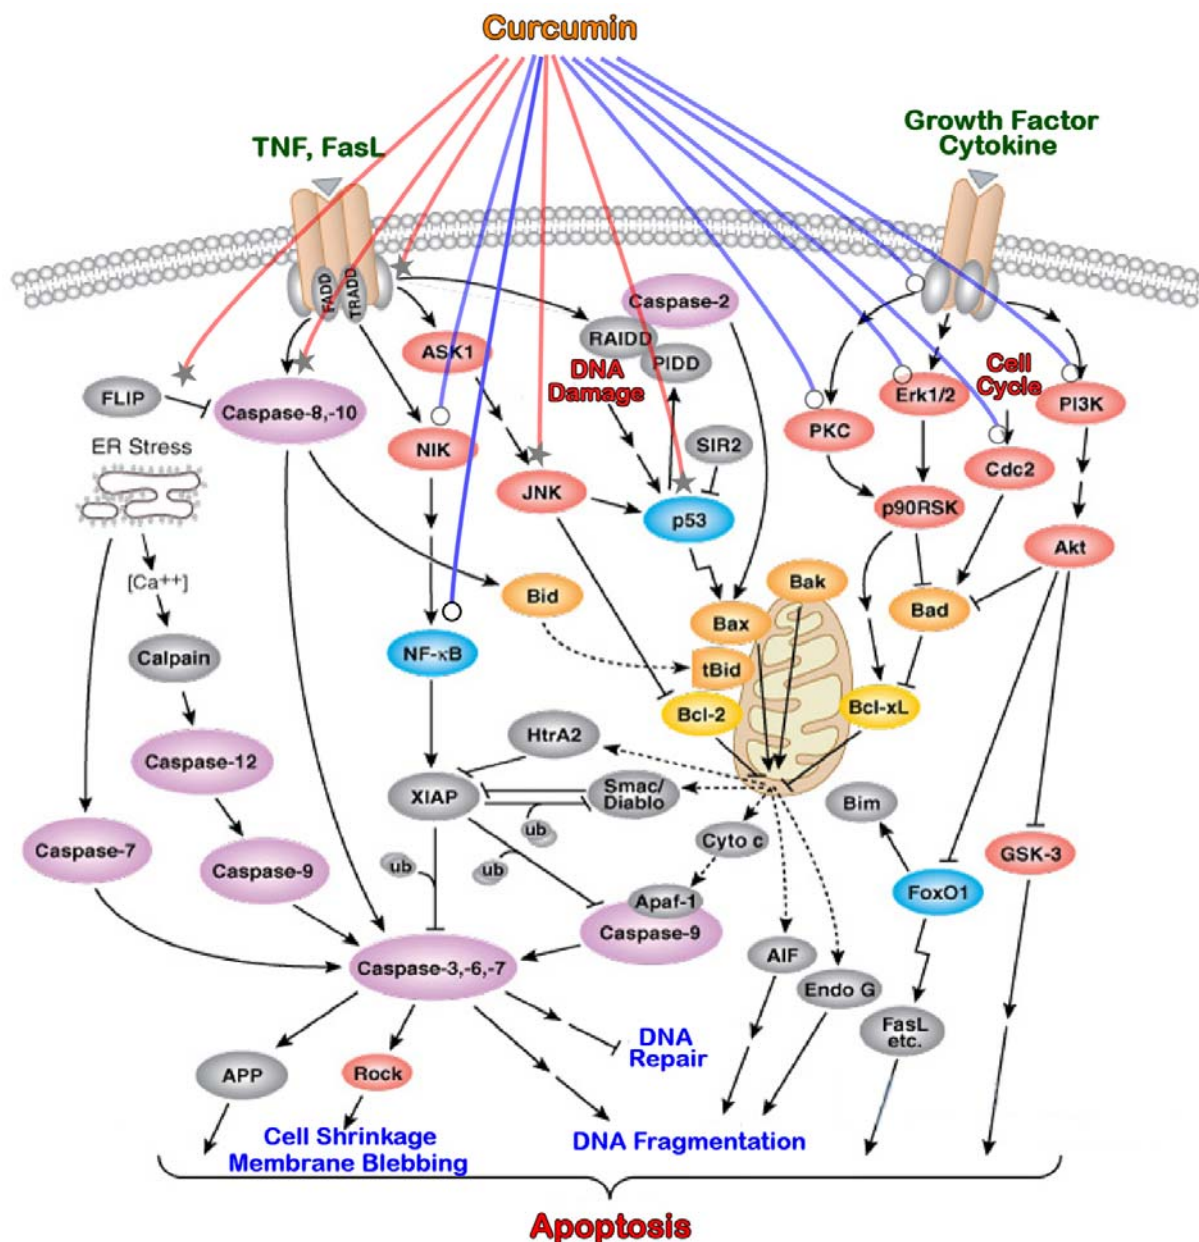 Curcumin
TNF, FasL
Growth Factor
Cytokine
FADD
TRADD
Caspase-2
RAIDD
PIDD
ASK1
DNA
Damage
Cell
Cycle
FLIP
Caspase-8,-10
Erk1/2
PI3K
PKC
ER Stress
NIK
SIR2
Cdc2
JNK
p53
p90RSK
Akt
[Ca++]
Bid
Bak
Bad
Bax
NF-κB
Calpain
tBid
Bcl-2
Bcl-xL
HtrA2
Caspase-12
XIAP
Smac/
Diablo
Bim
ub
Cyto c
Caspase-7
Caspase-9
ub
ub
GSK-3
FoxO1
Apaf-1
Caspase-9
AIF
Caspase-3,-6,-7
Endo G
FasL
etc.
DNA
Repair
APP
Rock
Cell Shrinkage
Membrane Blebbing
DNA Fragmentation
Apoptosis